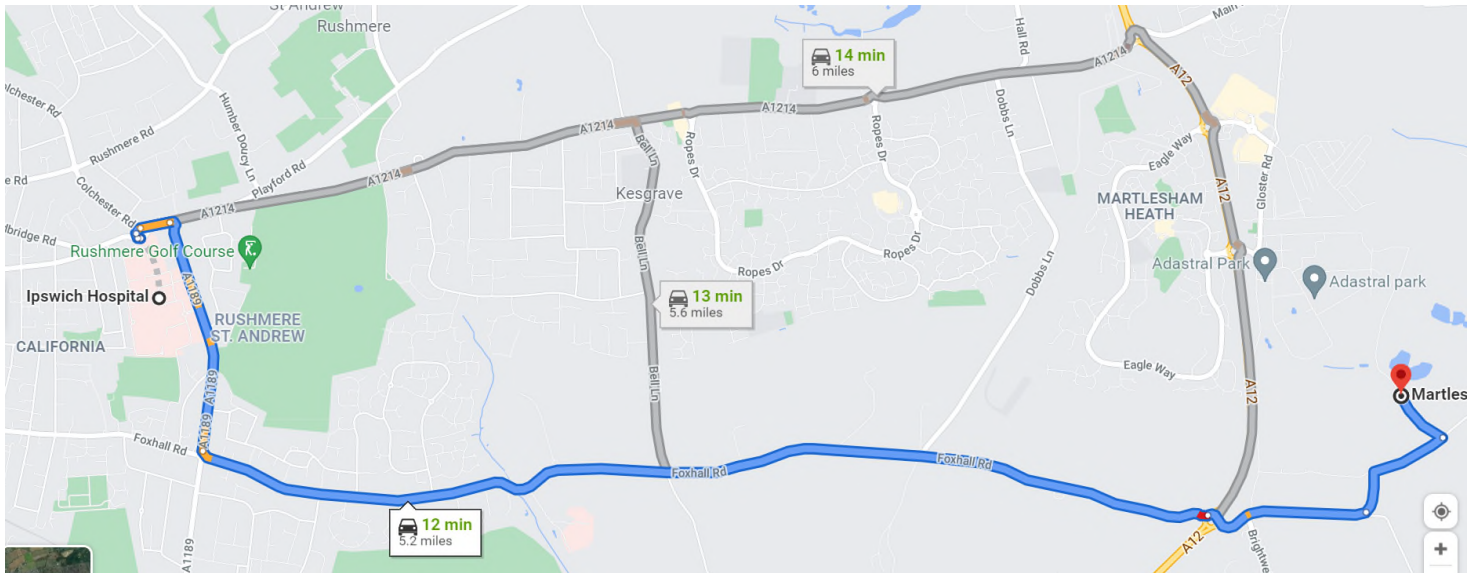 St Andrew
Rushmere
Colchester Rd
Rushmere Rd
Humber Doucy Ln
Playford Rd
e Rd
Colchester Rd
A1214
lbridge Rd
Rushmere Golf Course
Ipswich Hospital
A1189
RUSHMERE
ST. ANDREW
CALIFORNIA
A1189
A1189
Foxhall Rd
A1189
A1214
A1214
Bell Ln
Kesgrave
Bell Ln
Bell Ln
A1214
Ropes Dr
Ropes Dr
Ropes Dr
Ropes Dr
14 min
6 miles
13 min
5.6 miles
12 min
5.2 miles
Foxhall Rd
Foxhall Rd
Hall Rd
Dobbs Ln
Dobbs Ln
A1214
Main
A12
Eagle Way
Gloster Rd
MARTLESHAM
HEATH
A12
Adastral Park
Adastral park
Eagle Way
A12
Martles
A12
Brightwe